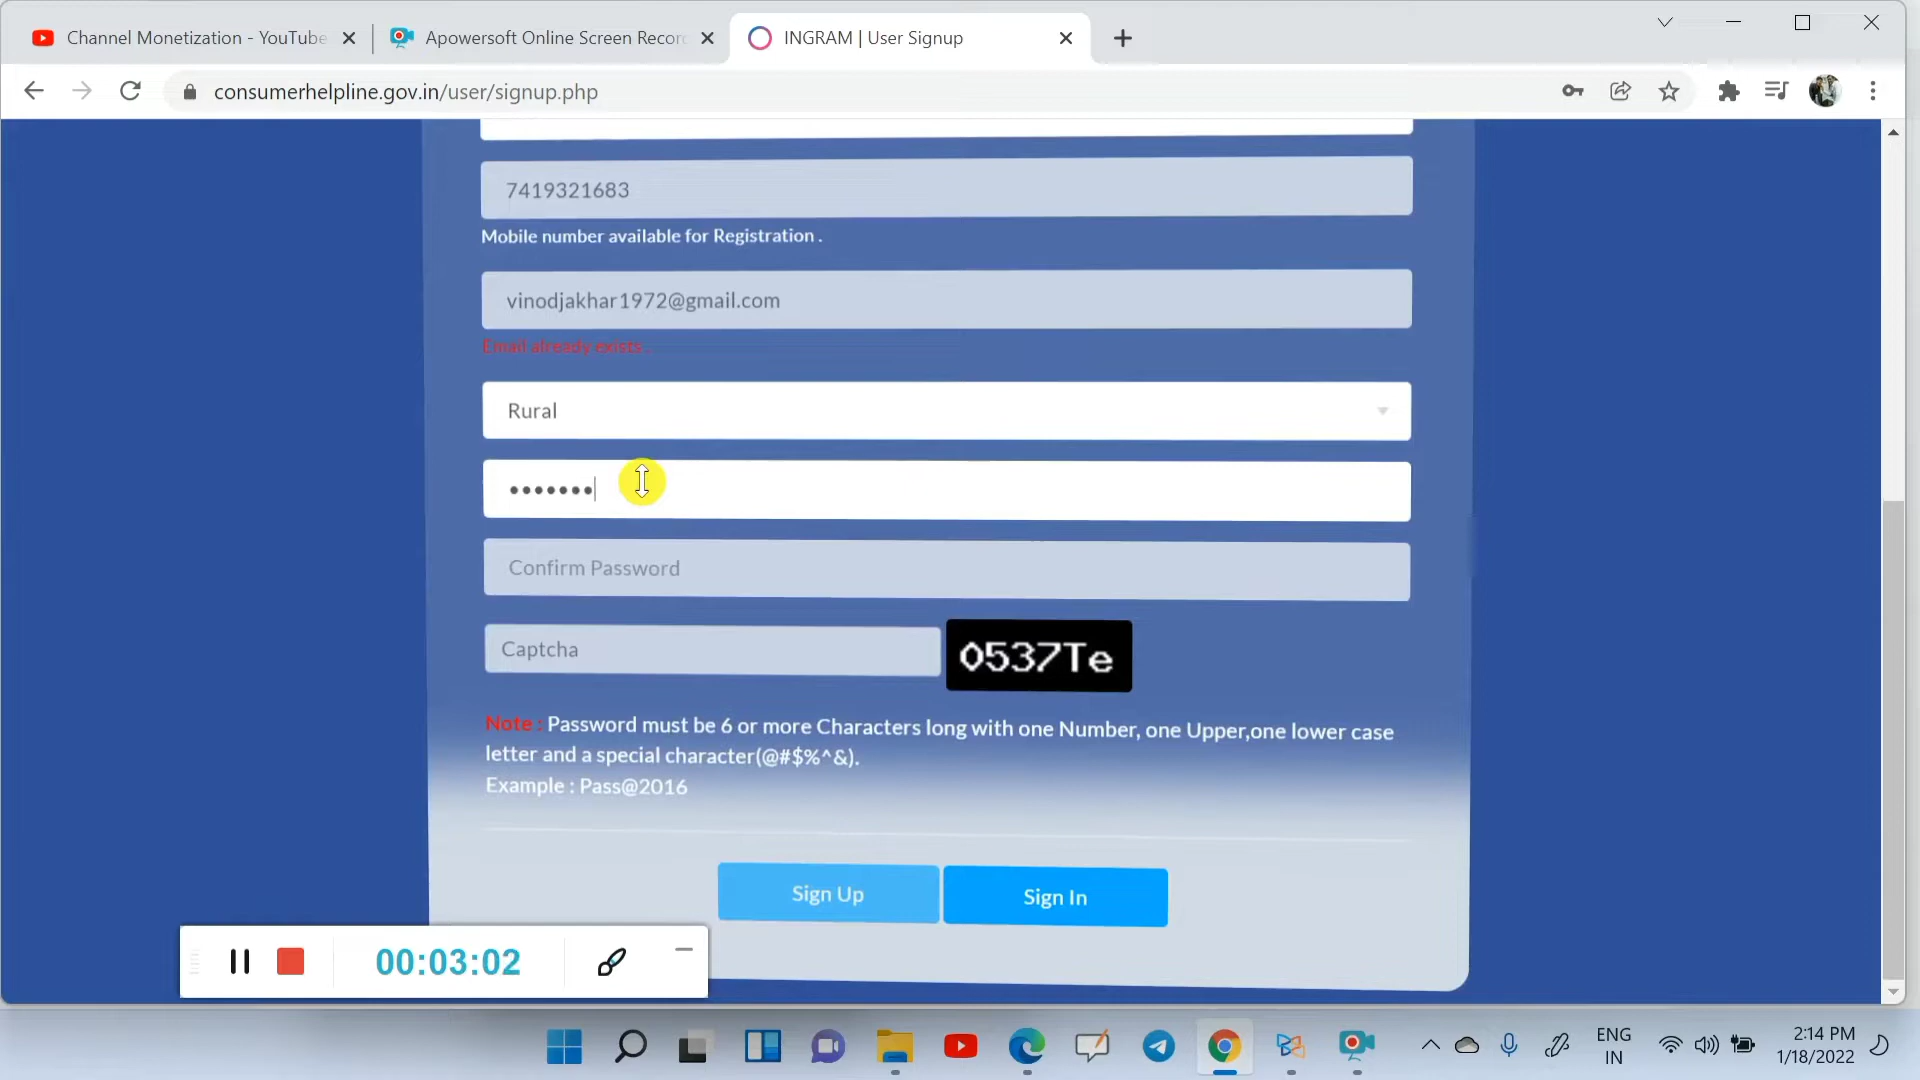 Channel Monetization - YouTube
Apowersoft Online Screen Recor
INGRAM | User Signup
consumerhelpline.gov.in/user/signup.php
7419321683
Mobile number available for Registration .
vinodjakhar1972@gmail.com
Email already exists .
Rural
•••••••
Confirm Password
Captcha
0537Te
Note : Password must be 6 or more Characters long with one Number, one Upper,one lower case
letter and a special character(@#$%^&).
Example : Pass@2016
Sign Up
Sign In
00:03:02
ENG
IN
2:14 PM
1/18/2022